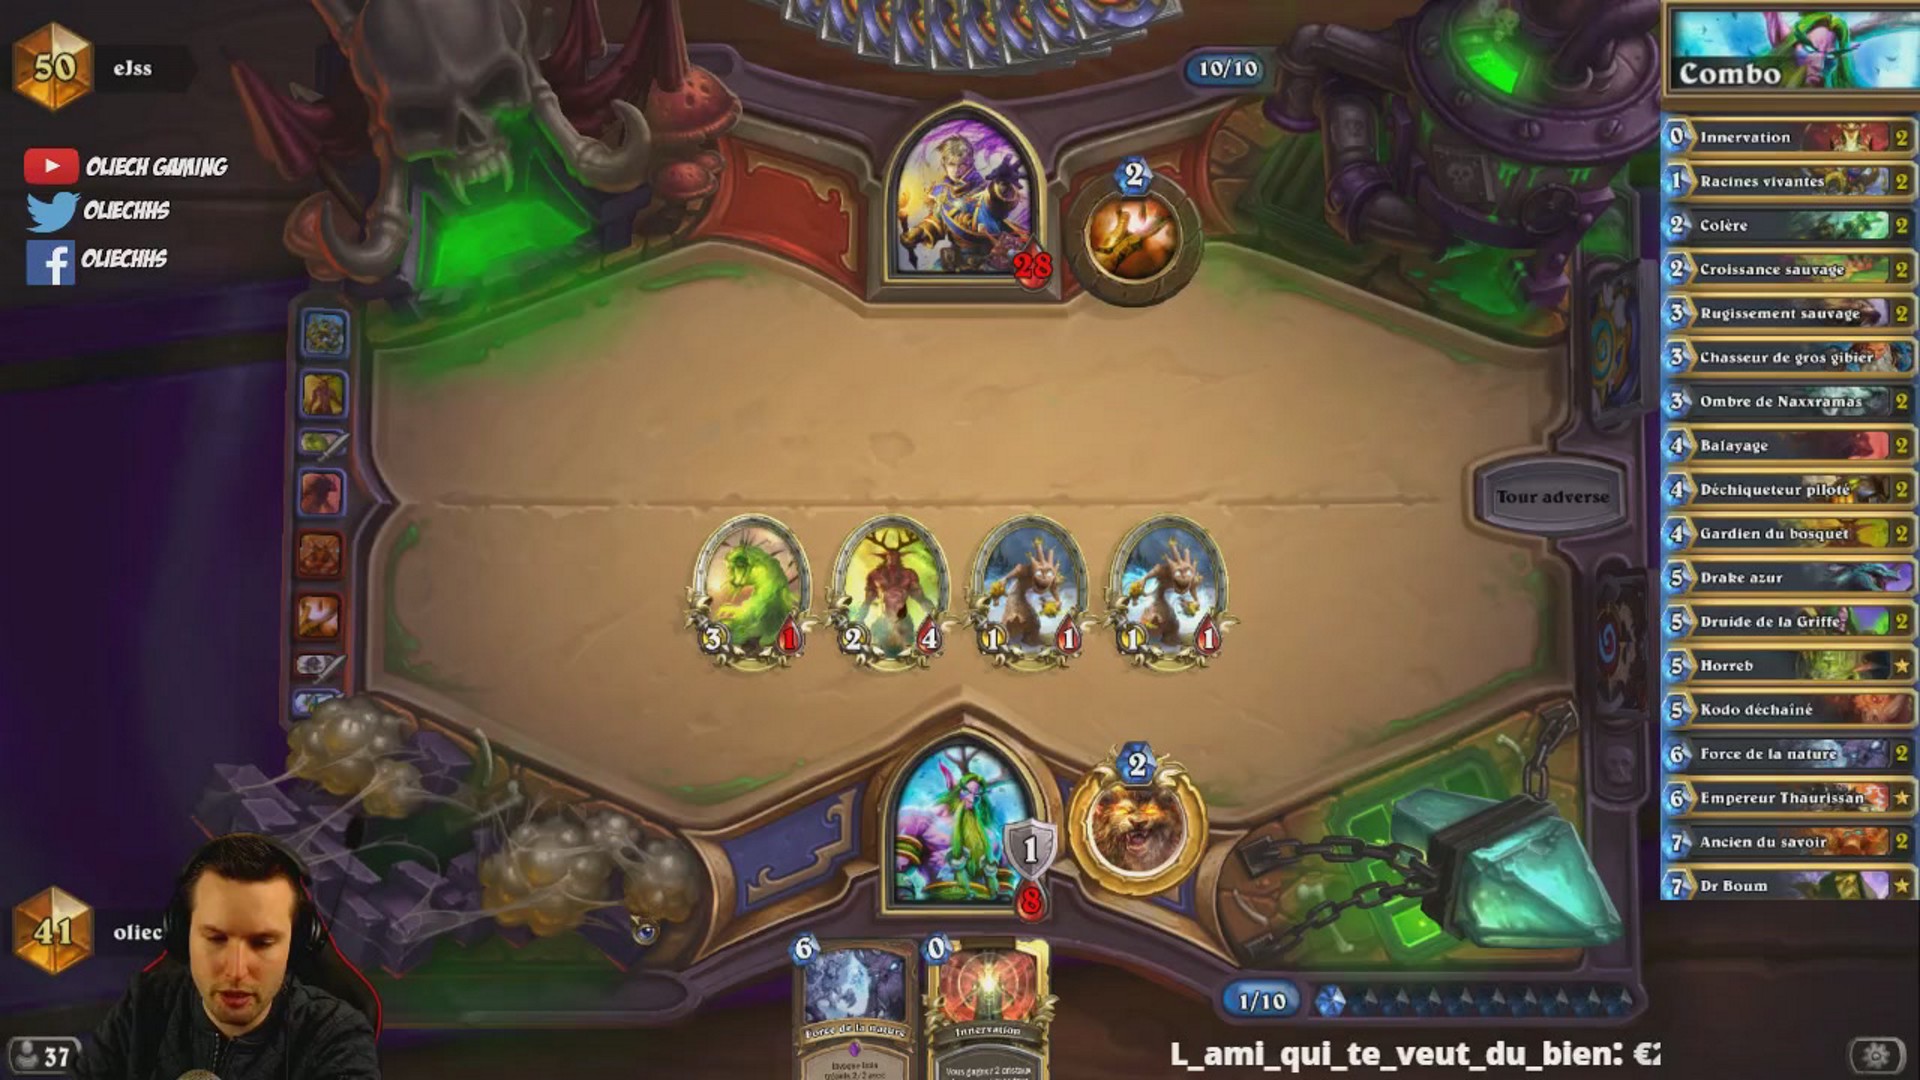 50
eJss
10/10
Combo
0 Innervation 2
1 Racines vivantes 2
2 Colère 2
2 Croissance sauvage 2
3 Rugissement sauvage 2
3 Chasseur de gros gibier
3 Ombre de Naxxramas 2
4 Balayage 2
4 Déchiqueteur piloté 2
4 Gardien du bosquet 2
5 Drake azur
5 Druide de la Griffe 2
5 Horreb
5 Kodo déchaîné
6 Force de la nature 2
6 Empereur Thaurissan
7 Ancien du savoir 2
7 Dr Boum
OLIECH GAMING
OLIECHHS
OLIECHHS
2
28
Tour adverse
3 1
2 4
1 1
1 1
2
1
8
41
oliec
6
0
Force de la nature
Innervation
Vous gagnez 2 cristaux
1/10
37
L_ami_qui_te_veut_du_bien: €2